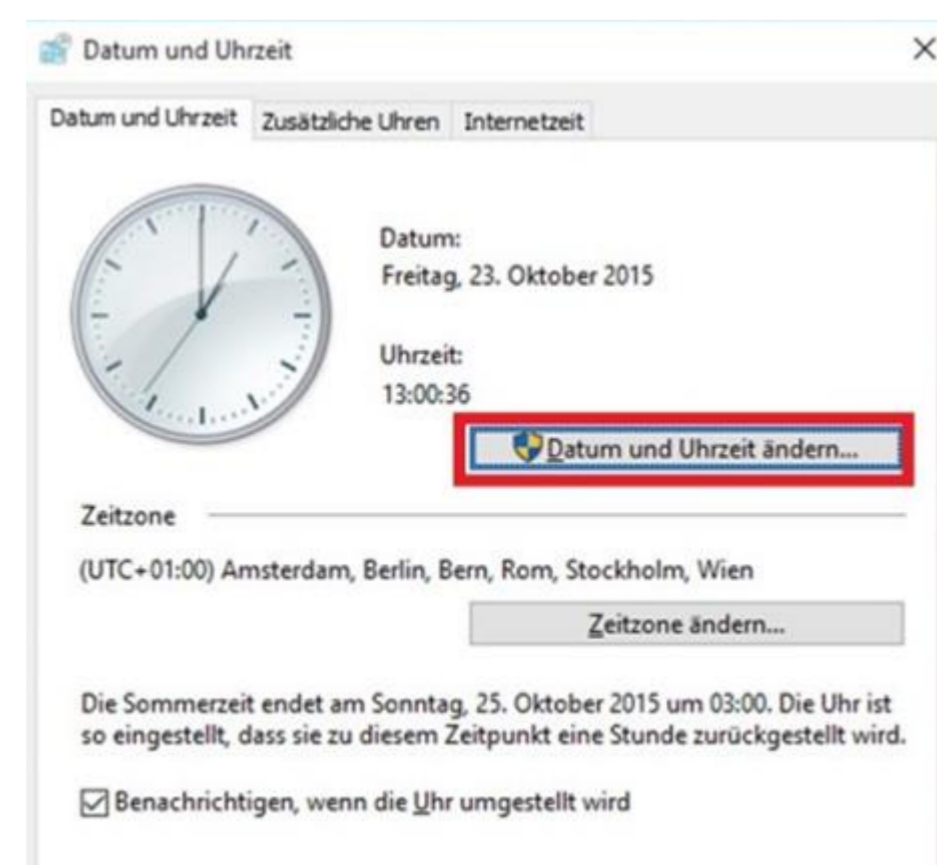 Datum und Uhrzeit
Datum und Uhrzeit Zusätzliche Uhren Internetzeit
Datum:
Freitag, 23. Oktober 2015
Uhrzeit:
13:00:36
Datum und Uhrzeit ändern...
Zeitzone
(UTC+01:00) Amsterdam, Berlin, Bern, Rom, Stockholm, Wien
Zeitzone ändern...
Die Sommerzeit endet am Sonntag, 25. Oktober 2015 um 03:00. Die Uhr ist
so eingestellt, dass sie zu diesem Zeitpunkt eine Stunde zurückgestellt wird.
Benachrichtigen, wenn die Uhr umgestellt wird